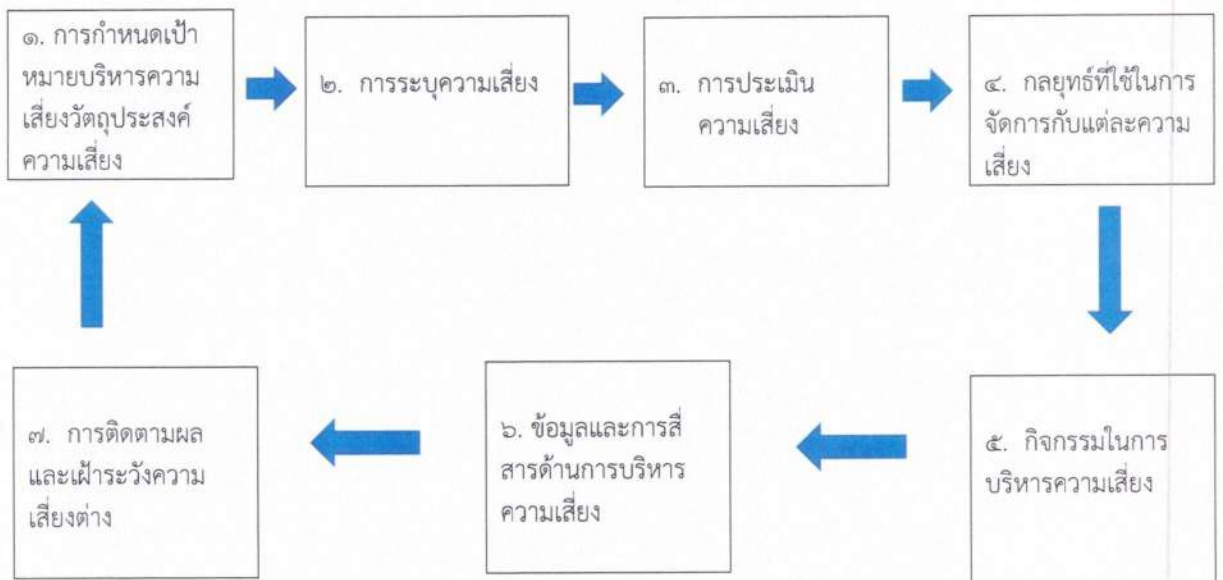 ๑. การกำหนดเป้า
หมายบริหารความ
เสี่ยงวัตถุประสงค์
ความเสี่ยง
๒. การระบุความเสี่ยง
๓. การประเมิน
ความเสี่ยง
๔. กลยุทธ์ที่ใช้ในการ
จัดการกับแต่ละความ
เสี่ยง
๕. กิจกรรมในการ
บริหารความเสี่ยง
๖. ข้อมูลและการสื่
สารด้านการบริหาร
ความเสี่ยง
๗. การติดตามผล
และเฝ้าระวังความ
เสี่ยงต่าง